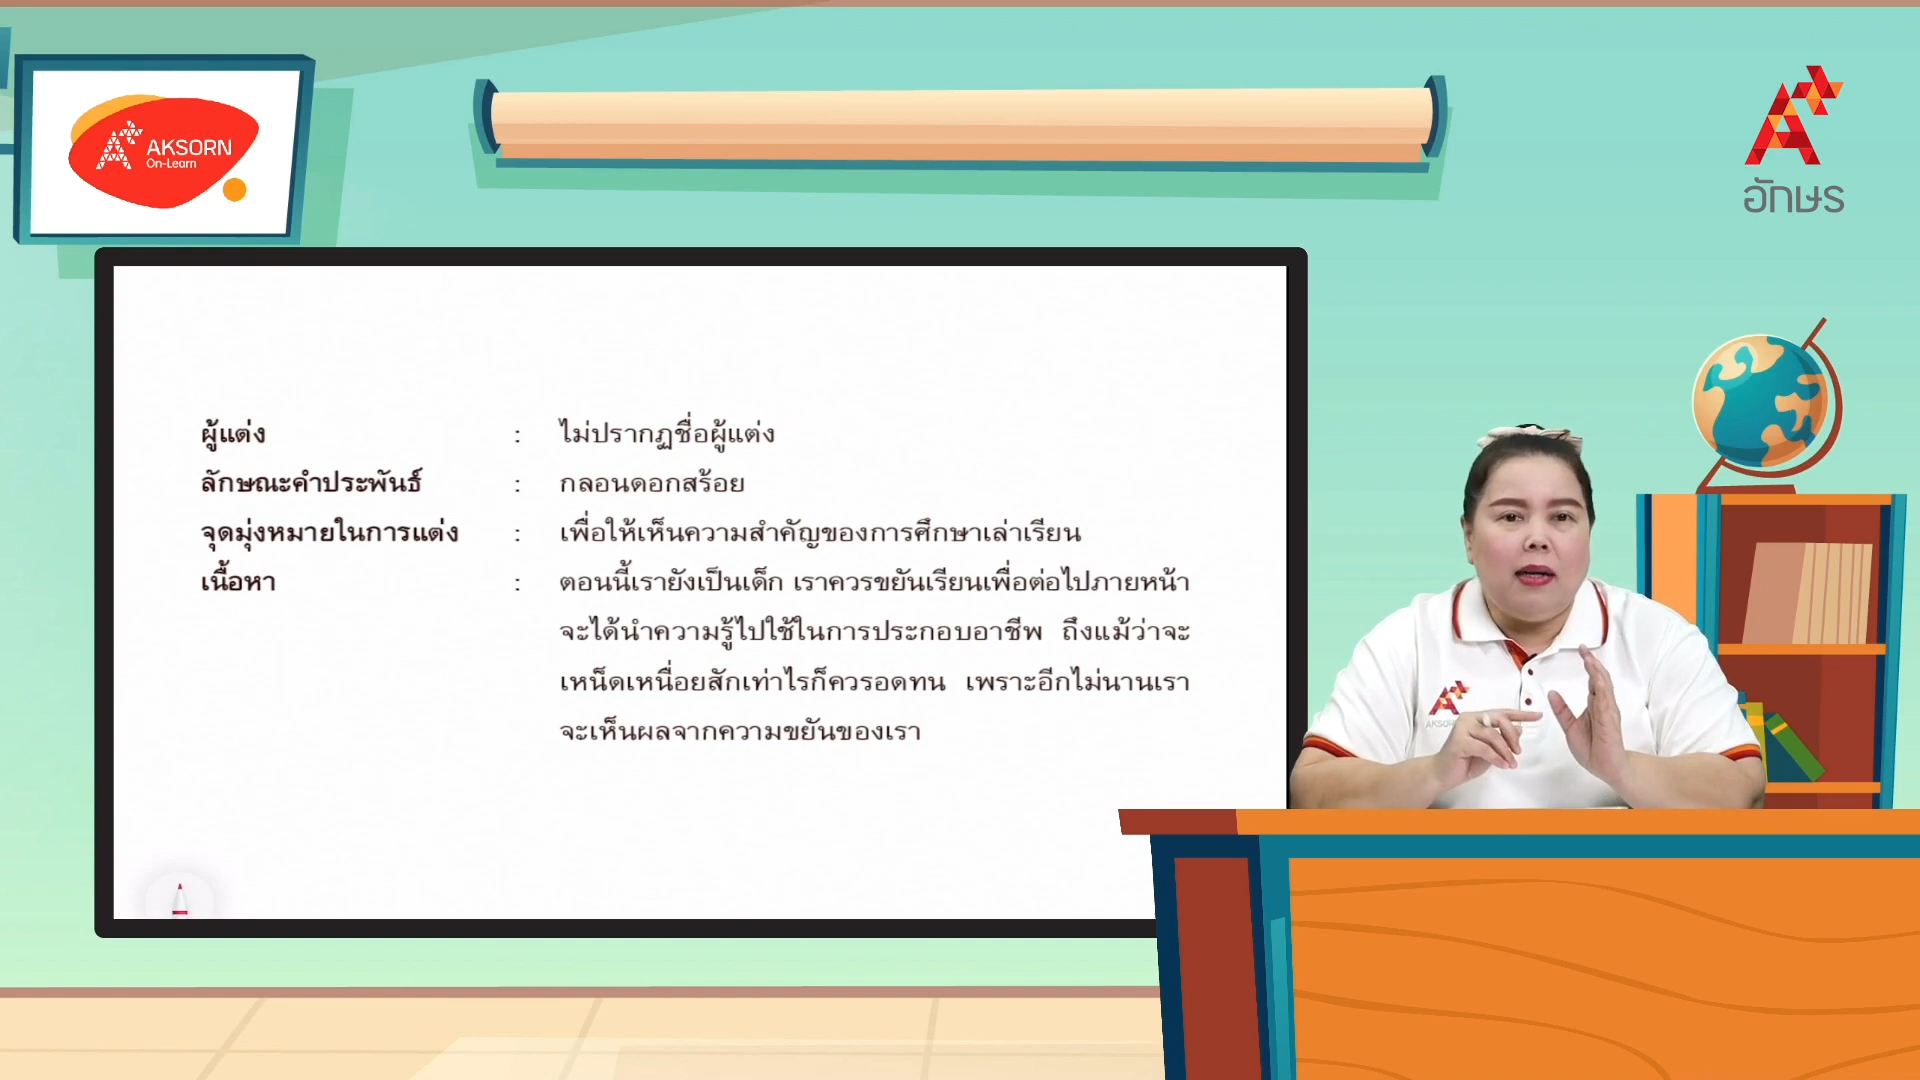 AKSORN
On-Learn
อักษร
ผู้แต่ง : ไม่ปรากฏชื่อผู้แต่ง
ลักษณะคำประพันธ์ : กลอนดอกสร้อย
จุดมุ่งหมายในการแต่ง : เพื่อให้เห็นความสำคัญของการศึกษาเล่าเรียน
เนื้อหา : ตอนนี้เรายังเป็นเด็ก เราควรขยันเรียนเพื่อต่อไปภายหน้า
จะได้นำความรู้ไปใช้ในการประกอบอาชีพ ถึงแม้ว่าจะ
เหน็ดเหนื่อยสักเท่าไรก็ควรอดทน เพราะอีกไม่นานเรา
จะเห็นผลจากความขยันของเรา
AKSORN